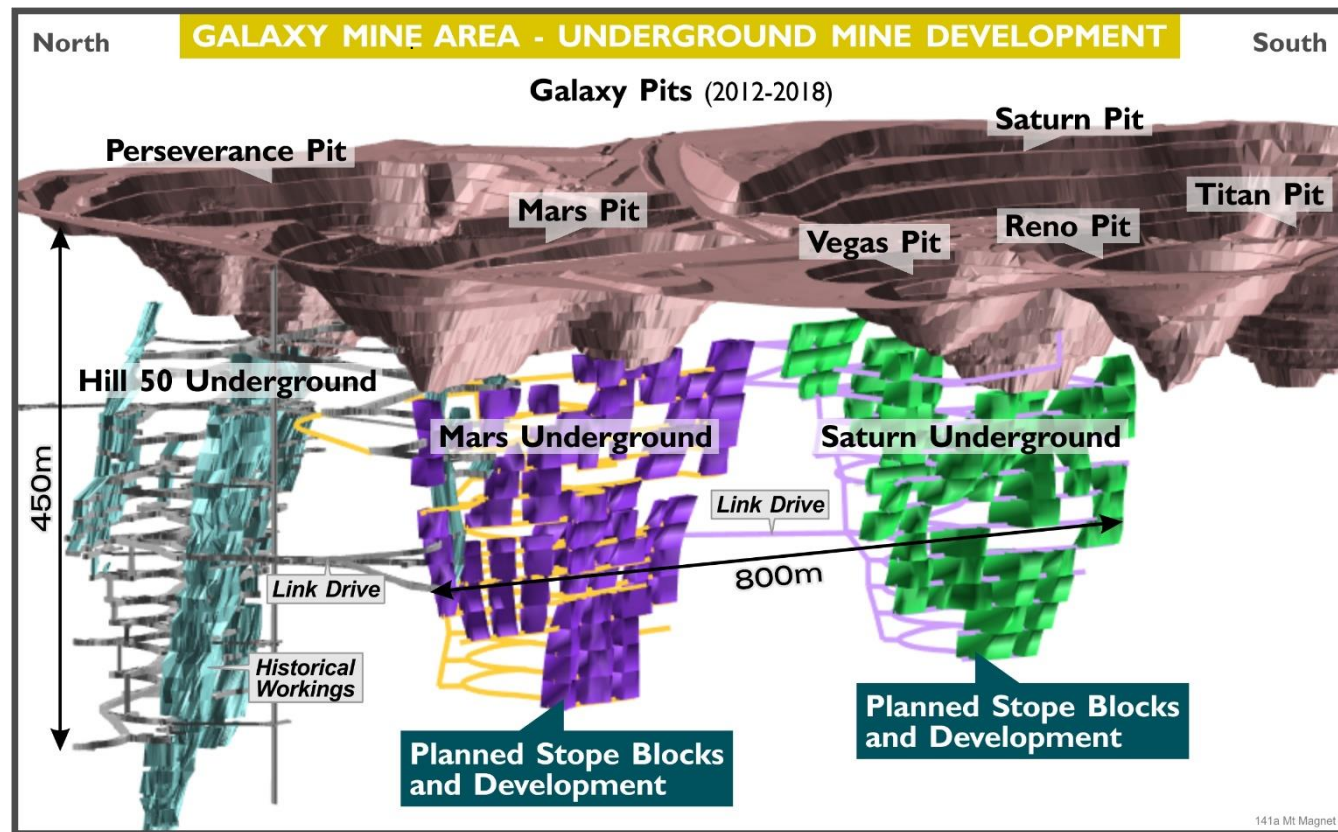 North
GALAXY MINE AREA - UNDERGROUND MINE DEVELOPMENT
South
Galaxy Pits (2012-2018)
Saturn Pit
Perseverance Pit
Titan Pit
Mars Pit
Reno Pit
Vegas Pit
Hill 50 Underground
Mars Underground
Saturn Underground
450m
Link Drive
Link Drive
800m
Historical
Workings
Planned Stope Blocks
and Development
Planned Stope Blocks
and Development
141a Mt Magnet